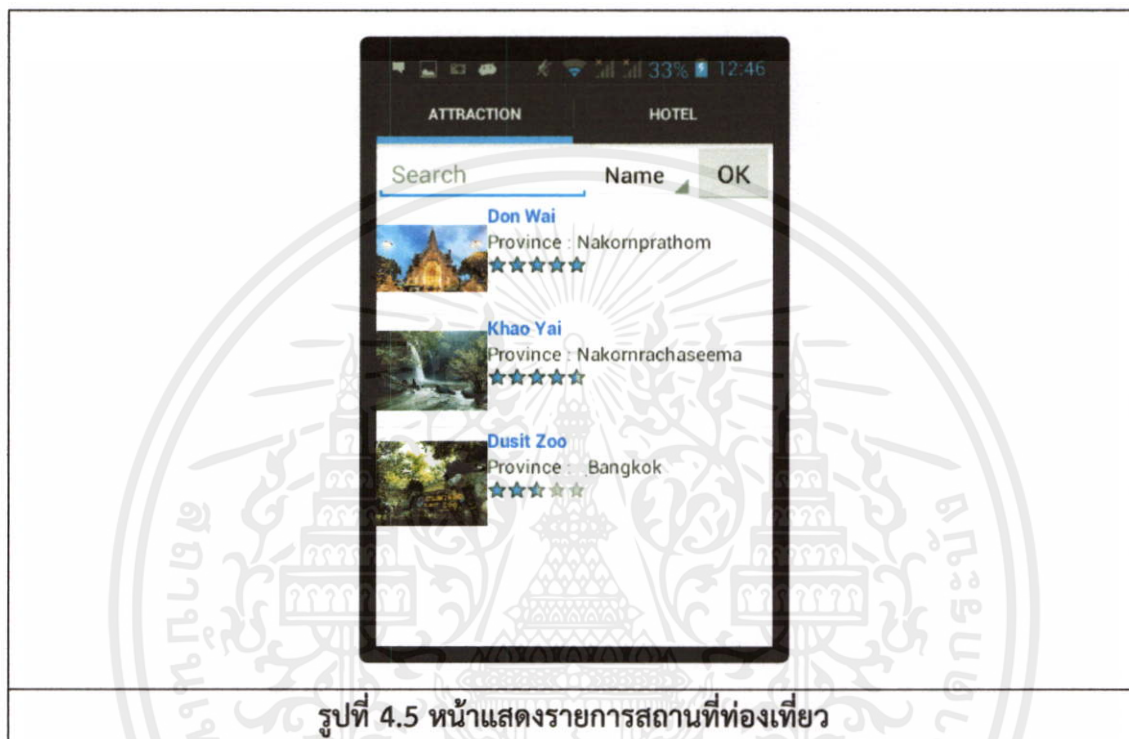 33% 12:46
ATTRACTION HOTEL
Search Name OK
Don Wai
Province : Nakornprathom
Khao Yai
Province : Nakornrachaseema
Dusit Zoo
Province : Bangkok
รูปที่ 4.5 หน้าแสดงรายการสถานที่ท่องเที่ยว